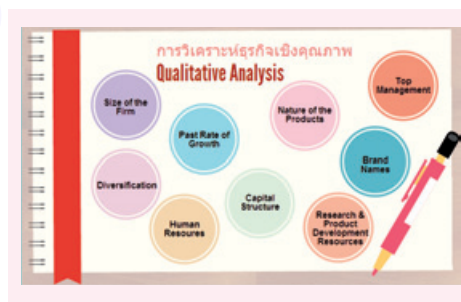 การวิเคราะห์ธุรกิจเชิงคุณภาพ
Qualitative Analysis
Top
Management
Size of the
Firm
Nature of the
Products
Past Rate of
Growth
Brand
Names
Diversification
Capital
Structure
Human
Resoures
Research &
Product
Development
Resources